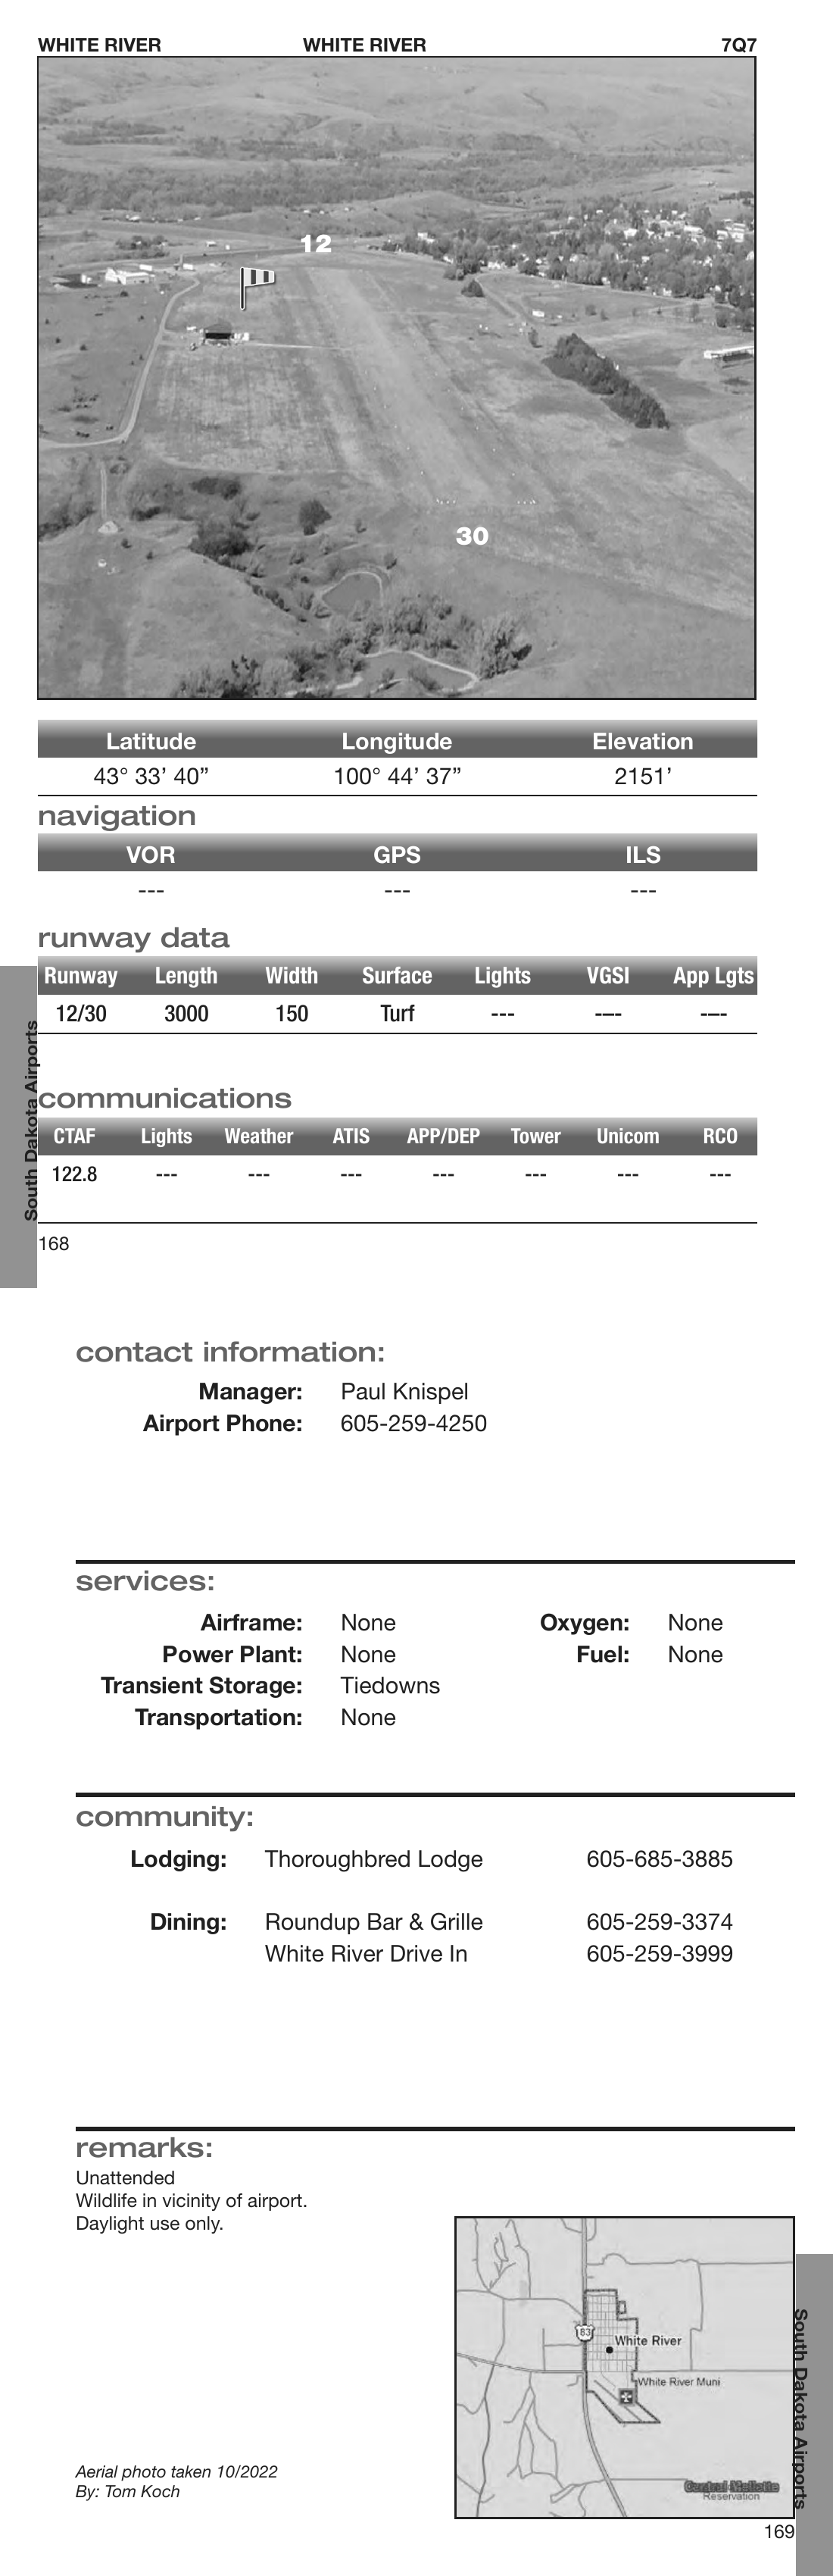 WHITE RIVER WHITE RIVER 7Q7
12
30
Latitude Longitude Elevation
43° 33’ 40” 100° 44’ 37” 2151’
navigation
VOR GPS ILS
--- --- ---
runway data
Runway Length Width Surface Lights VGSI App Lgts
12/30 3000 150 Turf --- ---- ----
communications
CTAF Lights Weather ATIS APP/DEP Tower Unicom RCO
122.8 --- --- --- --- --- --- ---
South Dakota Airports
168
contact information:
Manager: Paul Knispel
Airport Phone: 605-259-4250
services:
Airframe: None Oxygen: None
Power Plant: None Fuel: None
Transient Storage: Tiedowns
Transportation: None
community:
Lodging: Thoroughbred Lodge 605-685-3885
Dining: Roundup Bar & Grille 605-259-3374
White River Drive In 605-259-3999
remarks:
Unattended
Wildlife in vicinity of airport.
Daylight use only.
83
White River
White River Muni
Reservation
South Dakota Airports
Aerial photo taken 10/2022
By: Tom Koch
169